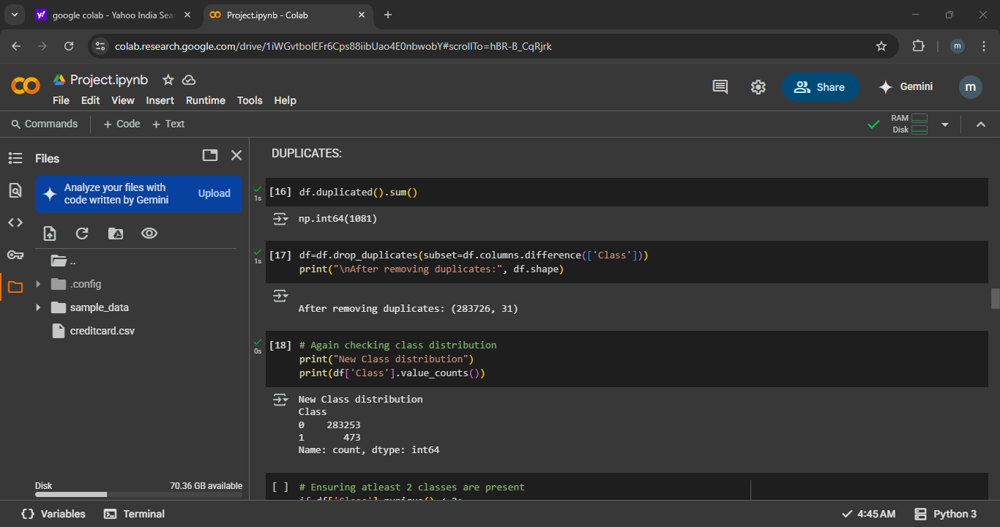 google colab - Yahoo India Sea
Project.ipynb - Colab
colab.research.google.com/drive/1iWGvtbolEFr6Cps88iibUao4E0nbwobY#scrollTo=hBR-B_CqRjrk
m
Project.ipynb
File Edit View Insert Runtime Tools Help
Share
Gemini
m
Commands
+ Code + Text
RAM
Disk
Files
Analyze your files with
code written by Gemini
Upload
..
.config
sample_data
creditcard.csv
Disk
70.36 GB available
DUPLICATES:
1s
[16] df.duplicated().sum()
np.int64(1081)
1s
[17] df=df.drop_duplicates(subset=df.columns.difference(['Class']))
print("\nAfter removing duplicates:", df.shape)
After removing duplicates: (283726, 31)
0s
[18] # Again checking class distribution
print("New Class distribution")
print(df['Class'].value_counts())
New Class distribution
Class
0 283253
1 473
Name: count, dtype: int64
[ ] # Ensuring atleast 2 classes are present
if df['Class'].nunique() < 2:
{} Variables
Terminal
4:45 AM
Python 3